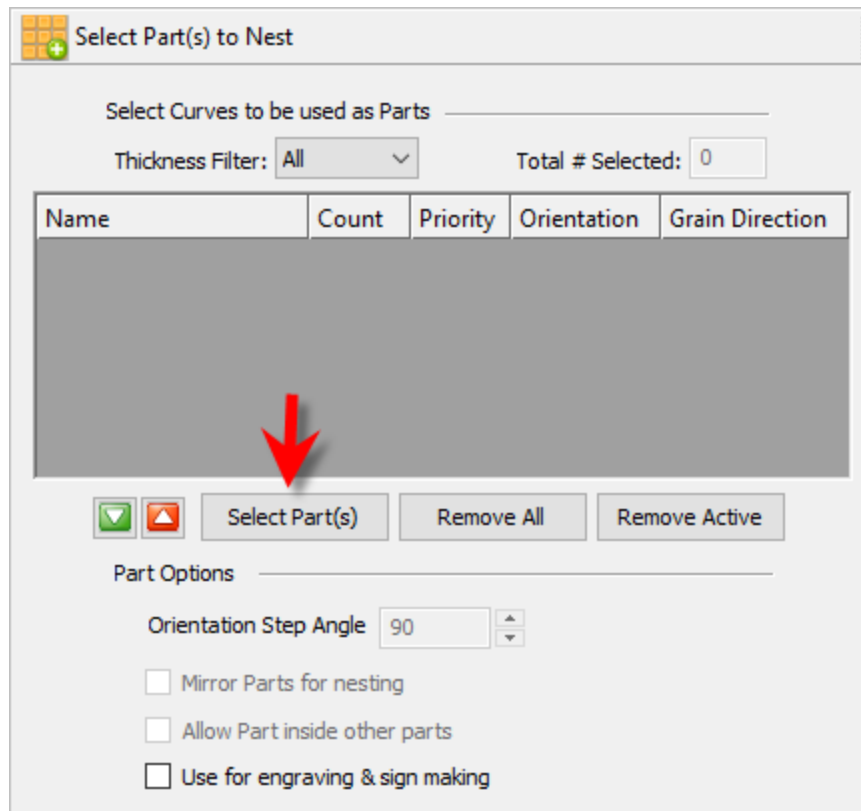 Select Part(s) to Nest
Select Curves to be used as Parts
Thickness Filter: All Total # Selected: 0
Name Count Priority Orientation Grain Direction
Select Part(s) Remove All Remove Active
Part Options
Orientation Step Angle 90
Mirror Parts for nesting
Allow Part inside other parts
Use for engraving & sign making